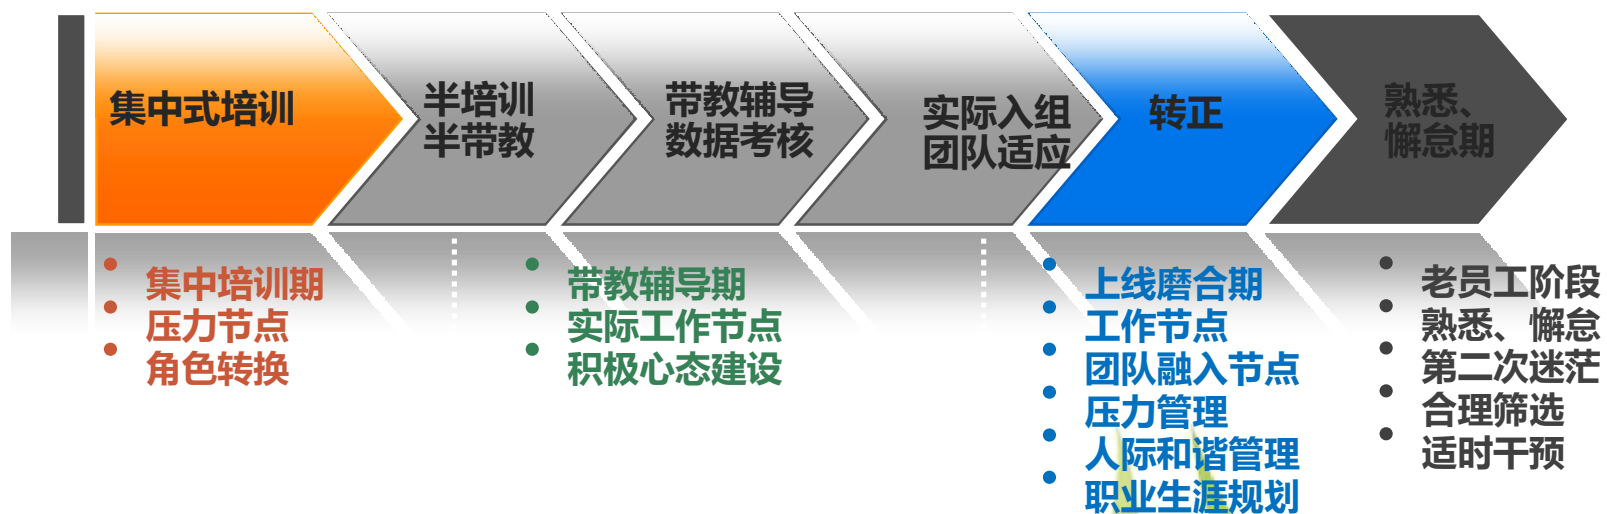 集中式培训
半培训
半带教
带教辅导
数据考核
实际入组
团队适应
转正
熟悉、
懈怠期
集中培训期
压力节点
角色转换
带教辅导期
实际工作节点
积极心态建设
上线磨合期
工作节点
团队融入节点
压力管理
人际和谐管理
职业生涯规划
老员工阶段
熟悉、懈怠
第二次迷茫
合理筛选
适时干预